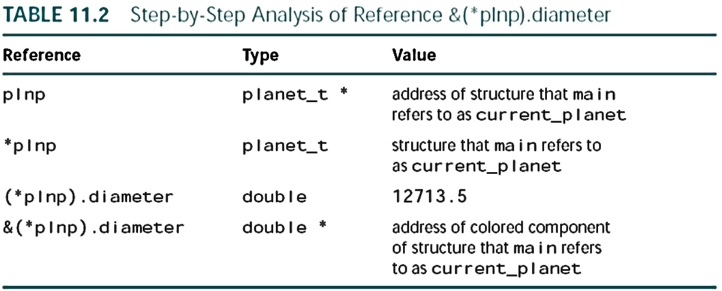 TABLE 11.2 Step-by-Step Analysis of Reference &(*plnp).diameter
Reference Type Value
plnp planet_t * address of structure that main
refers to as current_planet
*plnp planet_t structure that main refers to
as current_planet
(*plnp).diameter double 12713.5
&(*plnp).diameter double * address of colored component
of structure that main refers
to as current_planet